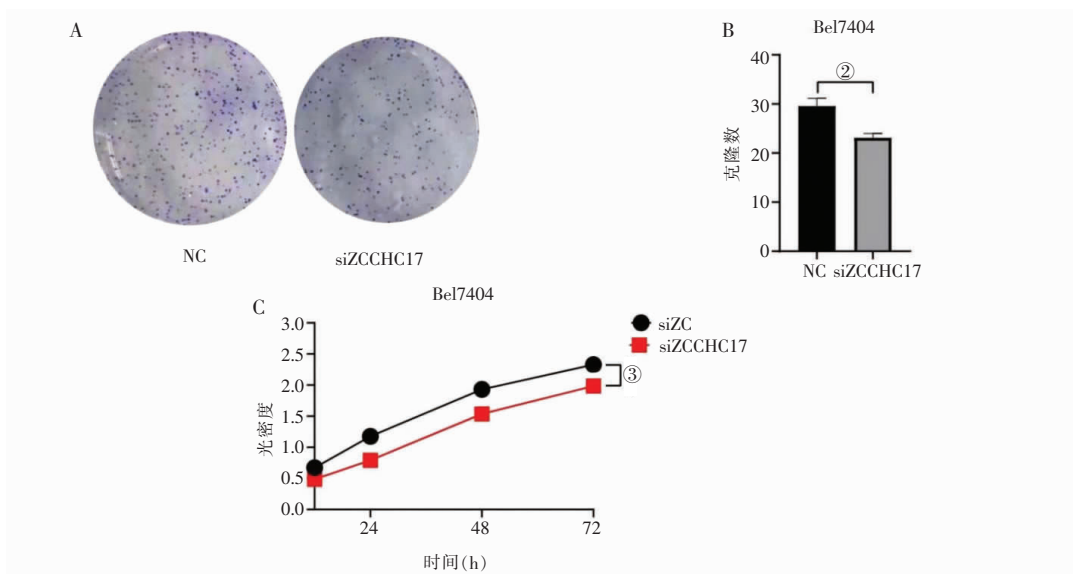 A
NC
siZCCHC17
B
Bel7404
克隆数
40
30
20
10
0
②
NC
siZCCHC17
C
Bel7404
光密度
3.0
2.5
2.0
1.5
1.0
0.5
0.0
24
48
72
时间(h)
siZC
siZCCHC17
③